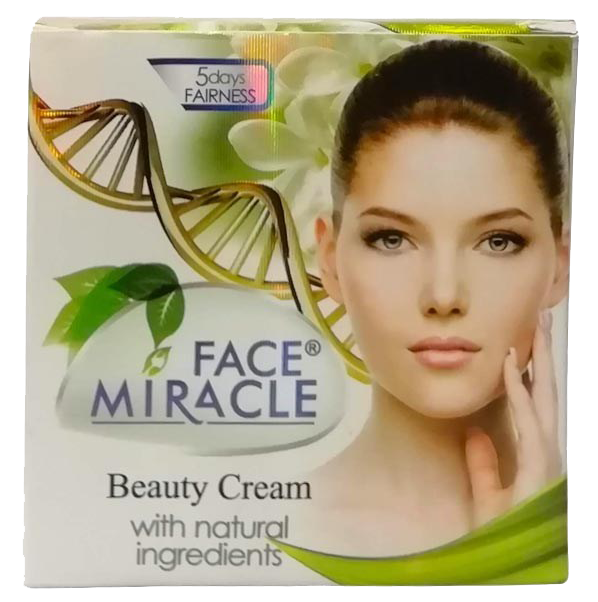 5days
FAIRNESS
FACE®
MIRACLE
Beauty Cream
with natural
ingredients